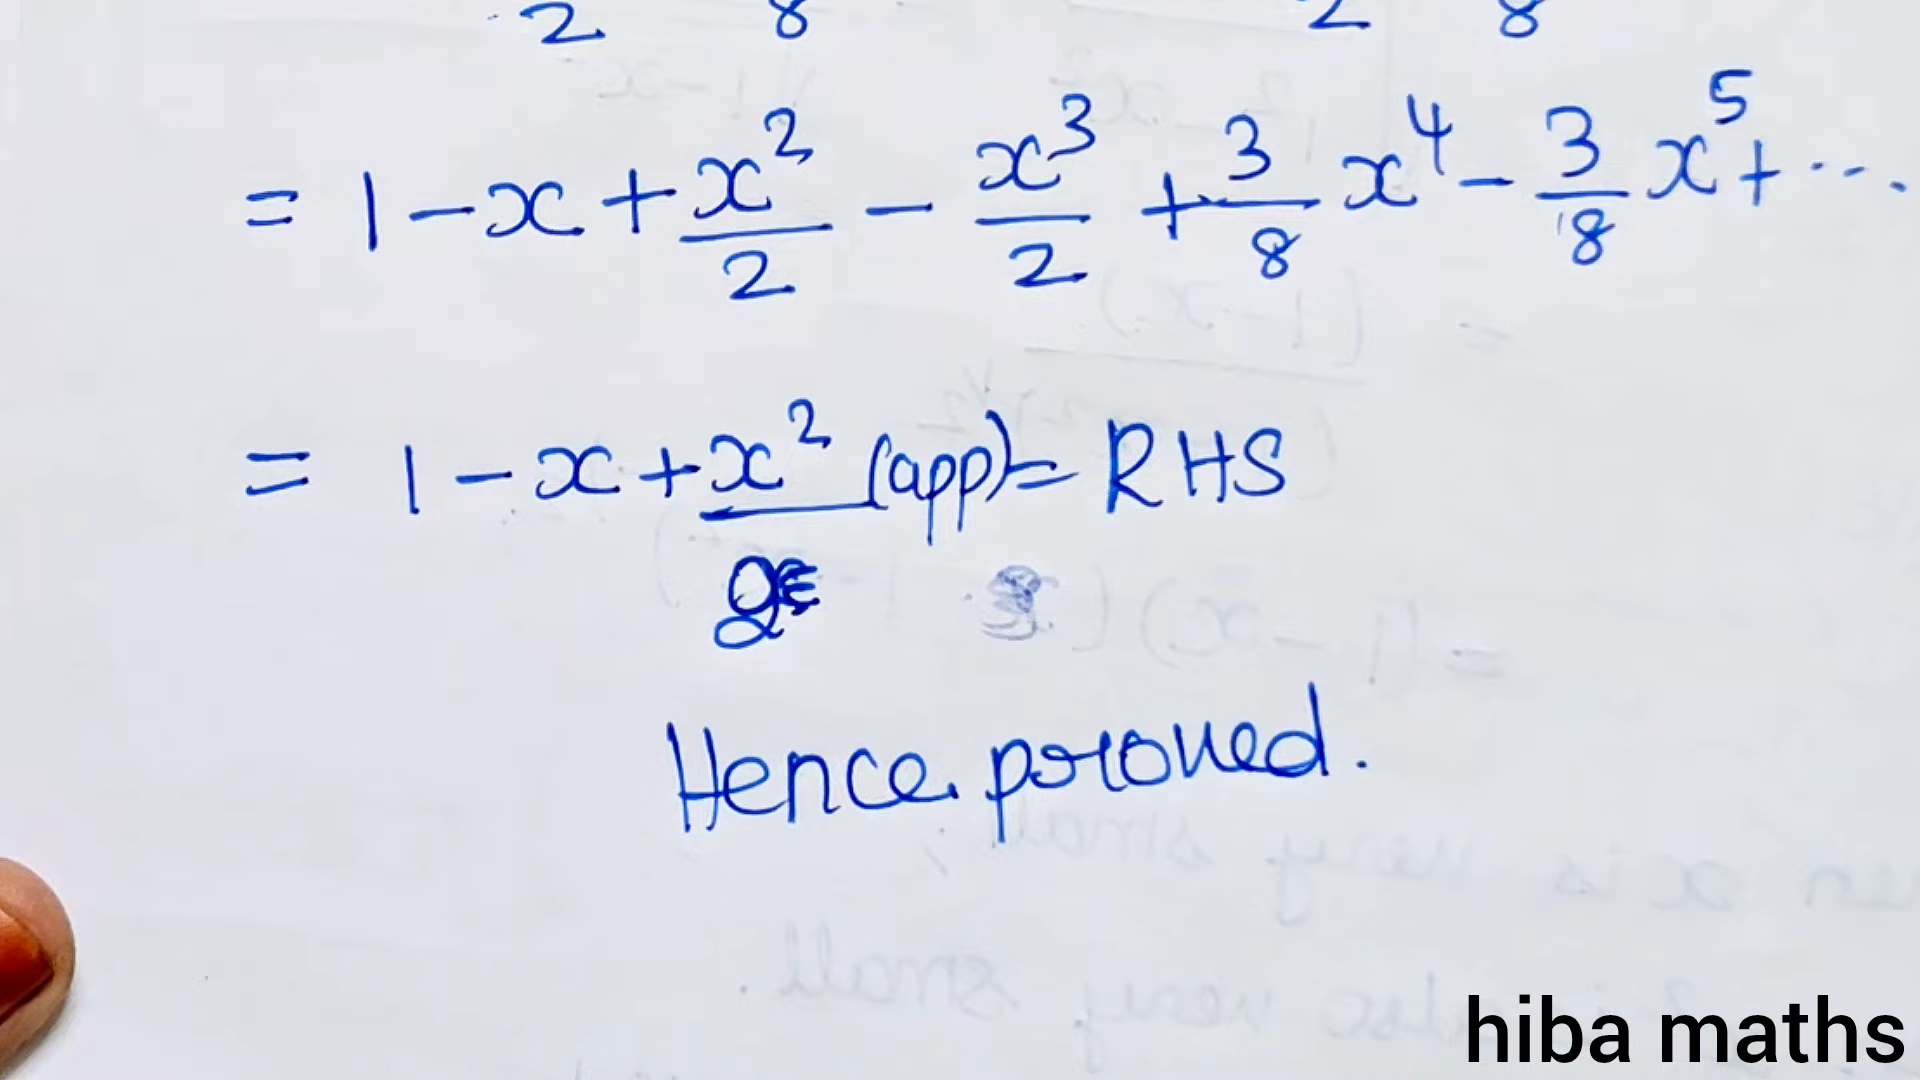 2 8 2 8
= 1 - x + x²/2 - x³/2 + 3/8 x⁴ - 3/8 x⁵ + ...
= 1 - x + x²/2 (app) = RHS
Hence proved.
hiba maths